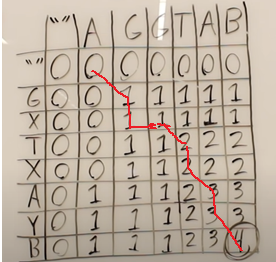 "" A G G T A B
"" 0 0 0 0 0 0 0
G 0 0 1 1 1 1 1
X 0 0 1 1 1 1 1
T 0 0 1 1 2 2 2
X 0 0 1 1 2 2 2
A 0 1 1 1 2 3 3
Y 0 1 1 1 2 3 3
B 0 1 1 1 2 3 4